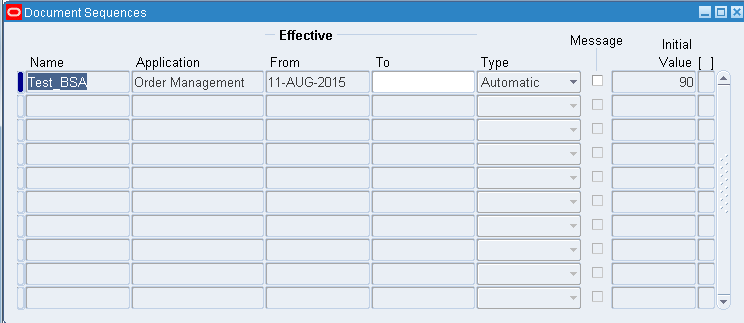 Document Sequences
Effective
Message
Initial
Name Application From To Type Value [ ]
Test_BSA Order Management 11-AUG-2015 Automatic 90